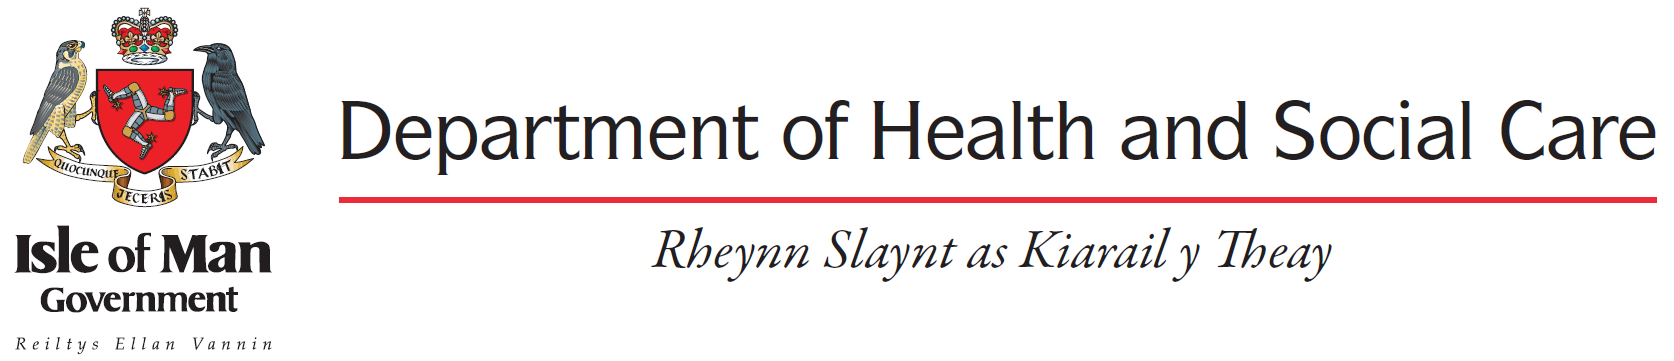 QUOCUNQUE
JECERIS
STABIT
Isle of Man
Government
Reiltys Ellan Vannin
Department of Health and Social Care
Rheynn Slaynt as Kiarail y Theay